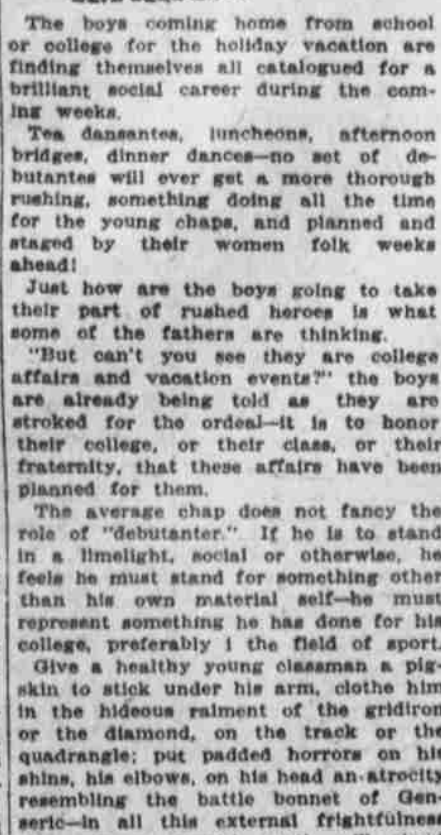 The boys coming home from school
or college for the holiday vacation are
finding themselves all catalogued for a
brilliant social career during the com-
ing weeks.
Tea dansantes, luncheons, afternoon
bridges, dinner dances—no set of de-
butantes will ever get a more thorough
rushing, something doing all the time
for the young chaps, and planned and
staged by their women folk weeks
ahead!
Just how are the boys going to take
their part of rushed heroes is what
some of the fathers are thinking.
"But can't you see they are college
affairs and vacation events?" the boys
are already being told as they are
stroked for the ordeal—it is to honor
their college, or their class, or their
fraternity, that these affairs have been
planned for them.
The average chap does not fancy the
role of "debutanter.". If he is to stand
in a limelight, social or otherwise, he
feels he must stand for something other
than his own material self—he must
represent something he has done for his
college, preferably i the field of sport.
Give a healthy young classman a pig-
skin to stick under his arm, clothe him
in the hideous raiment of the gridiron
or the diamond, on the track or the
quadrangle; put padded horrors on his
shins, his elbows, on his head an atrocity
resembling the battle bonnet of Gen-
seric—in all this external frightfulness